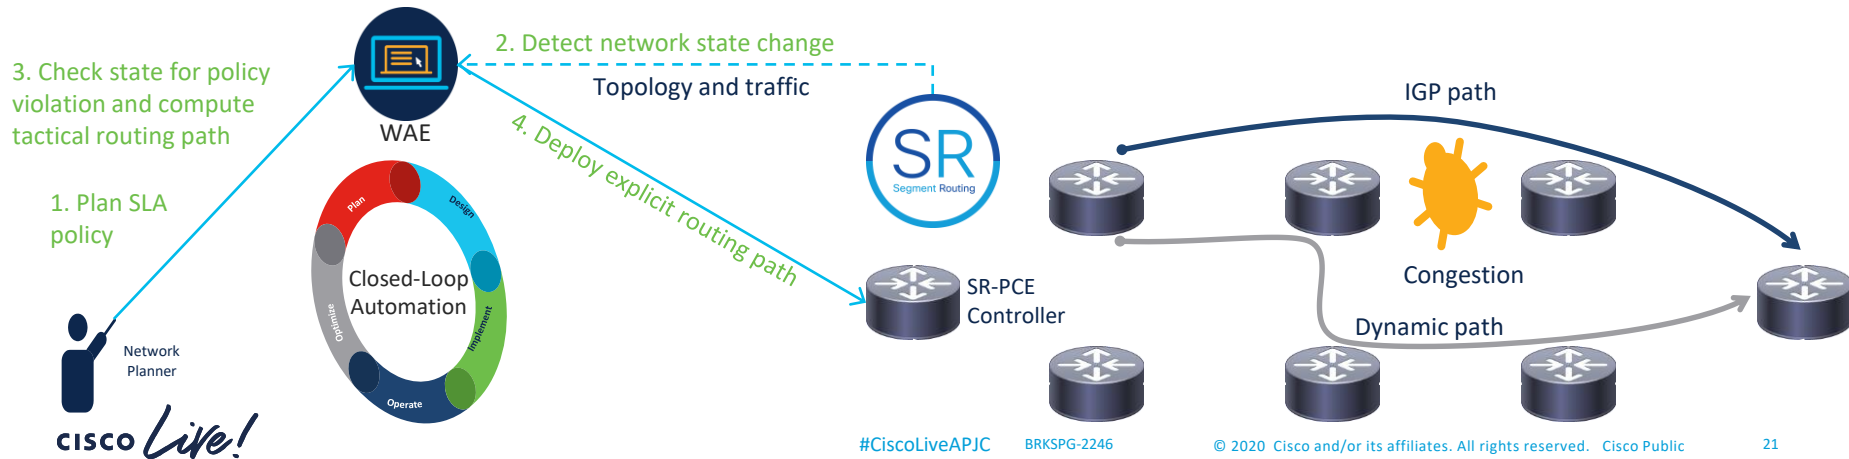 3. Check state for policy
violation and compute
tactical routing path
1. Plan SLA
policy
Network
Planner
WAE
2. Detect network state change
Topology and traffic
4. Deploy explicit routing path
Plan
Design
Implement
Operate
Optimize
Closed-Loop
Automation
SR
Segment Routing
SR-PCE
Controller
IGP path
Congestion
Dynamic path
CISCO Live!
#CiscoLiveAPJC
BRKSPG-2246
© 2020 Cisco and/or its affiliates. All rights reserved. Cisco Public
21